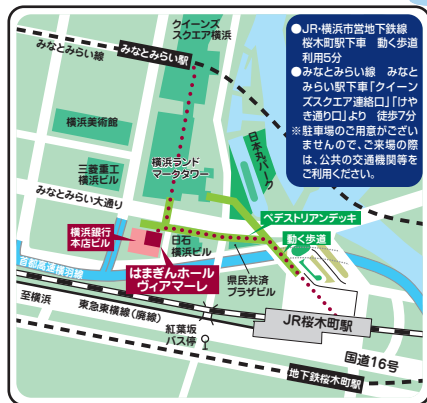 クイーンズ
スクエア横浜
みなとみらい線
みなとみらい駅
●JR・横浜市営地下鉄線
桜木町駅下車 動く歩道
利用5分
●みなとみらい線 みなと
みらい駅下車「クイーン
ズスクエア連絡口」「けや
き通り口」より 徒歩7分
※駐車場のご用意がござい
ませんので、ご来場の際
は、公共の交通機関等を
ご利用ください。
横浜美術館
日本丸パーク
横浜ランド
マークタワー
三菱重工
横浜ビル
みなとみらい大通り
ペデストリアンデッキ
横浜銀行
本店ビル
日石
横浜ビル
動く歩道
首都高速横羽線
はまぎんホール
ヴィアマーレ
県民共済
プラザビル
至横浜
東急東横線(廃線)
JR桜木町駅
紅葉坂
バス停
国道16号
地下鉄桜木町駅